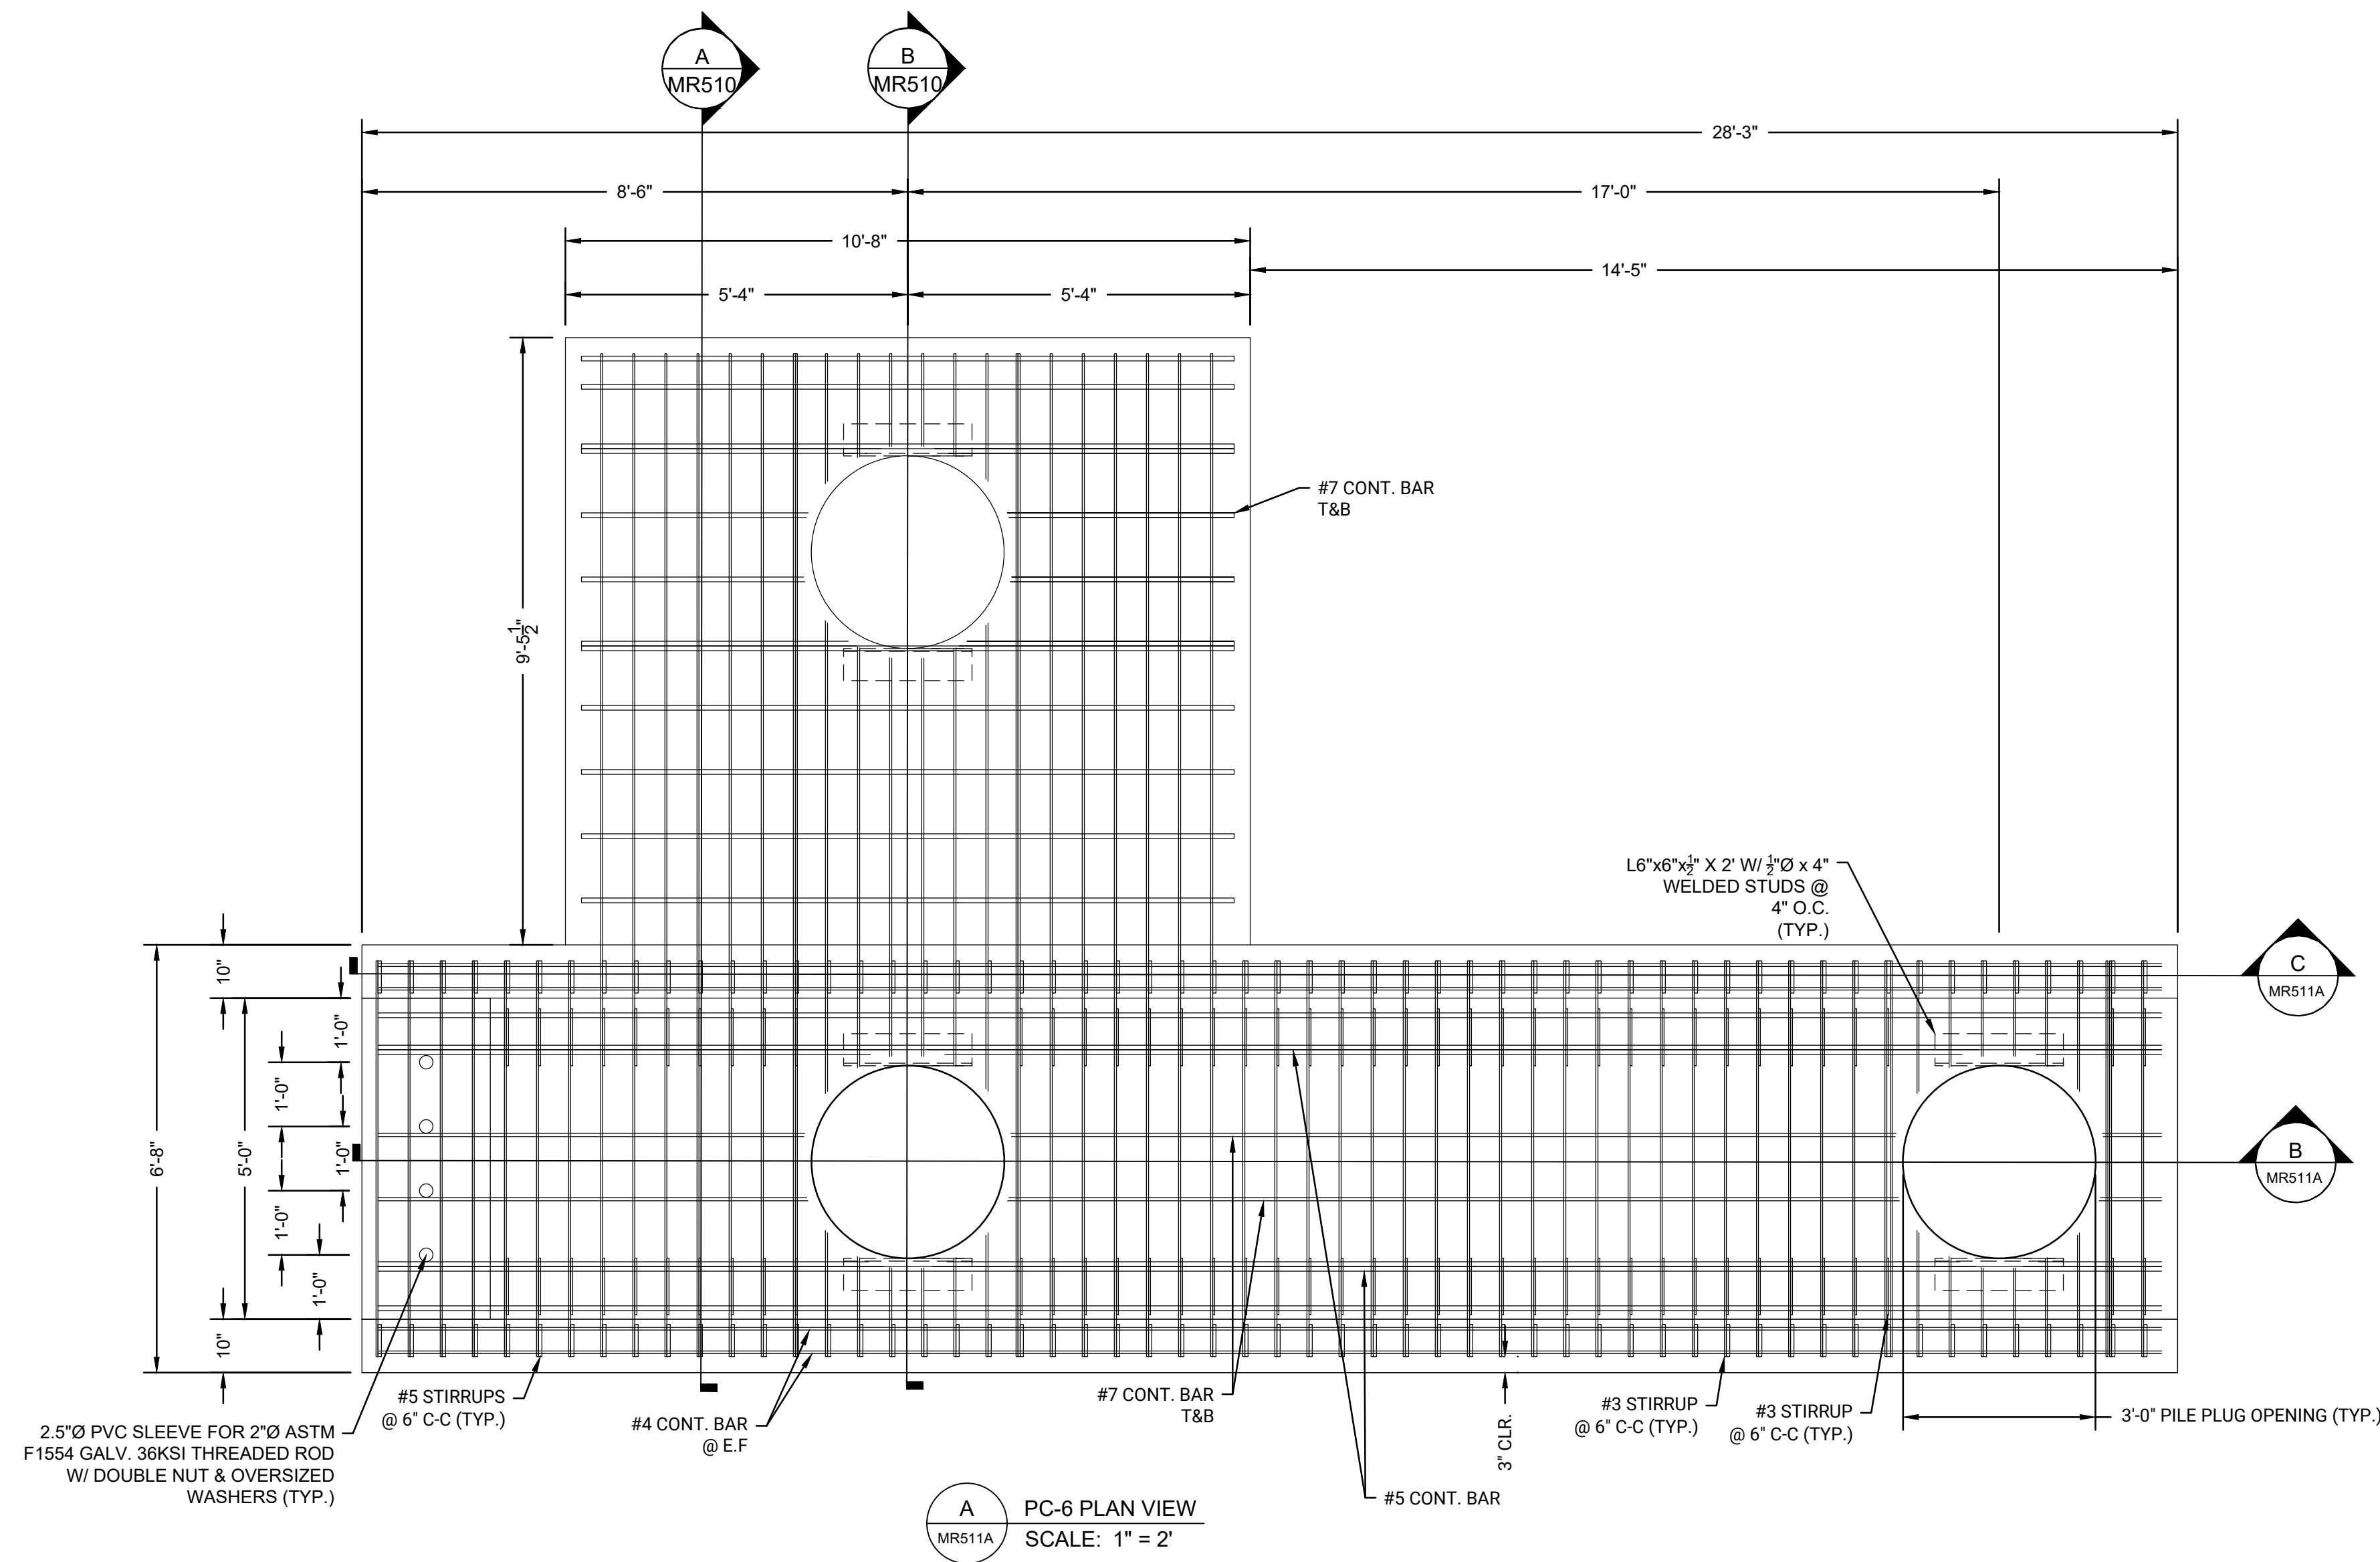 A
MR510
B
MR510
28'-3"
8'-6"
17'-0"
10'-8"
14'-5"
5'-4"
5'-4"
#7 CONT. BAR
T&B
9'-5 1/2"
L6"x6"x1/2" X 2' W/ 1/2"Ø x 4"
WELDED STUDS @
4" O.C.
(TYP.)
10"
1'-0"
1'-0"
6'-8"
5'-0"
1'-0"
1'-0"
1'-0"
10"
C
MR511A
B
MR511A
2.5"Ø PVC SLEEVE FOR 2"Ø ASTM
F1554 GALV. 36KSI THREADED ROD
W/ DOUBLE NUT & OVERSIZED
WASHERS (TYP.)
#5 STIRRUPS
@ 6" C-C (TYP.)
#4 CONT. BAR
@ E.F
#7 CONT. BAR
T&B
#5 CONT. BAR
3" CLR.
#3 STIRRUP
@ 6" C-C (TYP.)
#3 STIRRUP
@ 6" C-C (TYP.)
3'-0" PILE PLUG OPENING (TYP.)
A
MR511A
PC-6 PLAN VIEW
SCALE: 1" = 2'